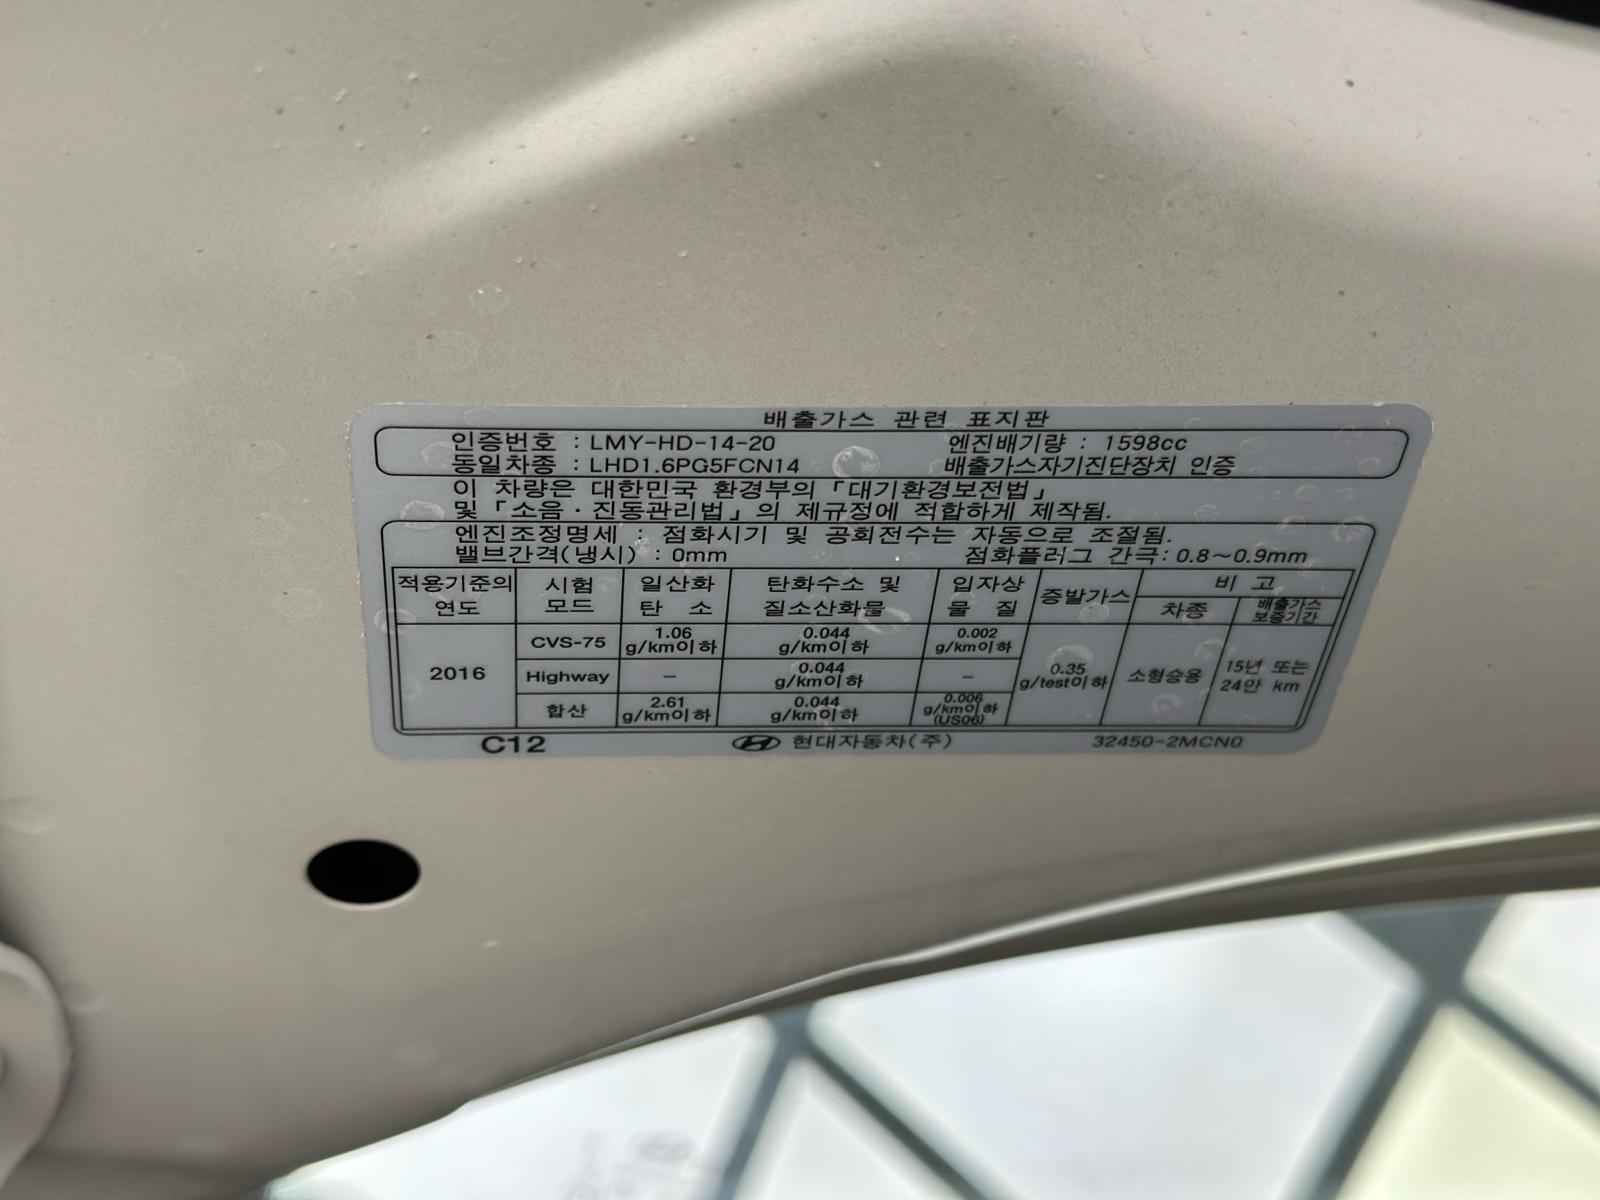 배출가스 관련 표지판
인증번호 : LMY-HD-14-20 엔진배기량 : 1598cc
동일차종 : LHD1.6PG5FCN14 배출가스자기진단장치 인증
이 차량은 대한민국 환경부의 「대기환경보전법」
및 「소음·진동관리법」의 제규정에 적합하게 제작됨.
엔진조정명세 : 점화시기 및 공회전수는 자동으로 조절됨.
밸브간격(냉시) : 0mm 점화플러그 간극: 0.8~0.9mm
적용기준의 연도 시험 모드 일산화 탄소 탄화수소 및 질소산화물 입자상 물질 증발가스 비고
차종 배출가스 보증기간
2016 CVS-75 1.06 g/km이하 0.044 g/km이하 0.002 g/km이하 0.35 g/test이하 소형승용 15년 또는 24만 km
Highway - 0.044 g/km이하 -
합산 2.61 g/km이하 0.044 g/km이하 0.006 g/km이하 (US06)
C12 현대자동차(주) 32450-2MCN0